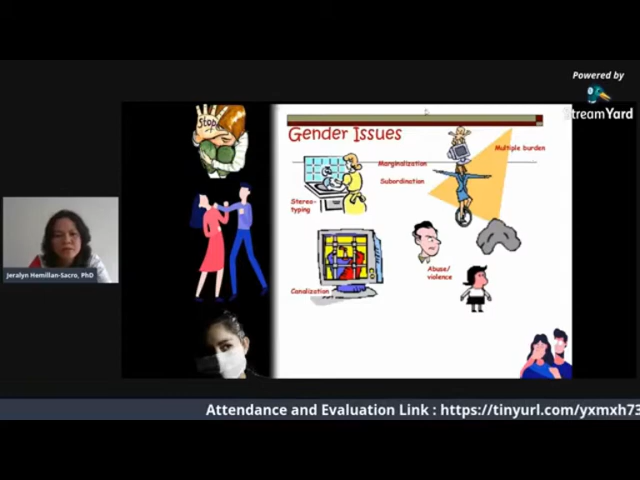 Powered by
StreamYard
STOP
Gender Issues
Multiple burden
Marginalization
Subordination
Stereo-
typing
Abuse/
violence
Canalization
Jeralyn Hemillan-Sacro, PhD
Attendance and Evaluation Link : https://tinyurl.com/yxmxh73